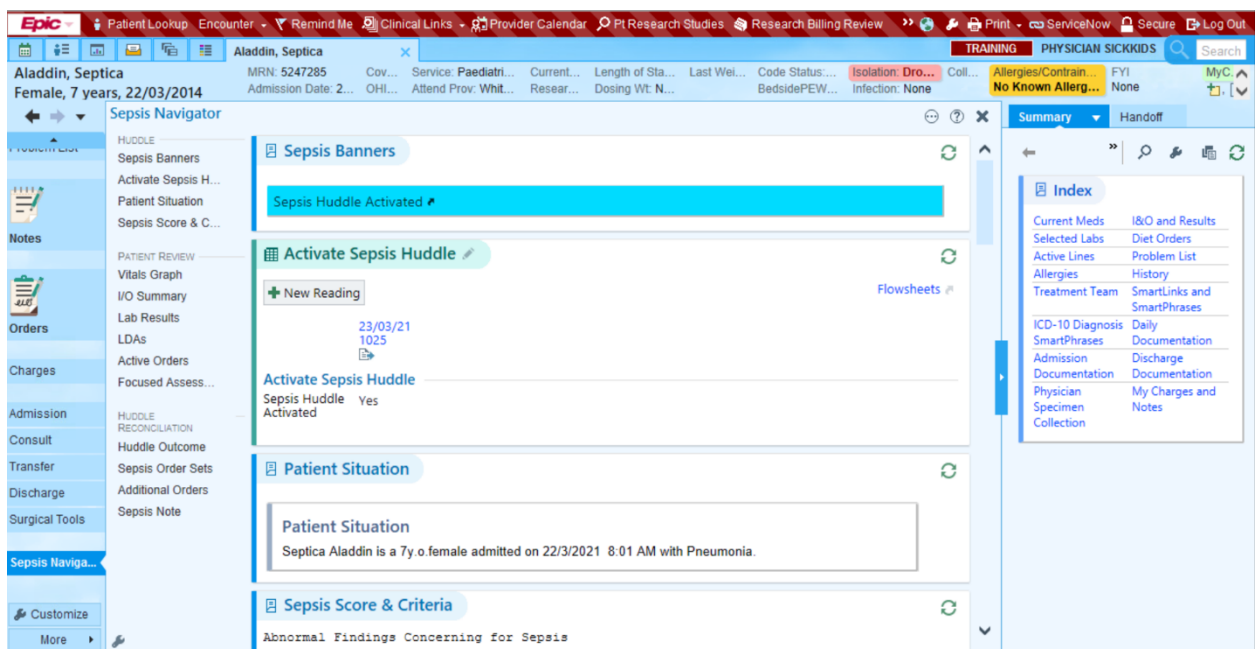 Epic Patient Lookup Encounter Remind Me Clinical Links Provider Calendar Pt Research Studies Research Billing Review » Print ServiceNow Secure Log Out
Aladdin, Septica × TRAINING PHYSICIAN SICKKIDS Search
Aladdin, Septica MRN: 5247285 Cov... Service: Paediatri... Current... Length of Sta... Last Wei... Code Status:... Isolation: Dro... Coll... Allergies/Contrain... FYI MyC.
Female, 7 years, 22/03/2014 Admission Date: 2... OHI... Attend Prov: Whit... Resear... Dosing Wt: N... BedsidePEW... Infection: None No Known Allerg... None
Problem List
Notes
Orders
Charges
Admission
Consult
Transfer
Discharge
Surgical Tools
Sepsis Naviga...
Customize
More
Sepsis Navigator
HUDDLE
Sepsis Banners
Activate Sepsis H...
Patient Situation
Sepsis Score & C...
PATIENT REVIEW
Vitals Graph
I/O Summary
Lab Results
LDAs
Active Orders
Focused Assess...
HUDDLE
RECONCILIATION
Huddle Outcome
Sepsis Order Sets
Additional Orders
Sepsis Note
Sepsis Banners
Sepsis Huddle Activated
Activate Sepsis Huddle
New Reading Flowsheets
23/03/21
1025
Activate Sepsis Huddle
Sepsis Huddle Yes
Activated
Patient Situation
Patient Situation
Septica Aladdin is a 7y.o.female admitted on 22/3/2021 8:01 AM with Pneumonia.
Sepsis Score & Criteria
Abnormal Findings Concerning for Sepsis
Summary Handoff
»
Index
Current Meds I&O and Results
Selected Labs Diet Orders
Active Lines Problem List
Allergies History
Treatment Team SmartLinks and
SmartPhrases
ICD-10 Diagnosis Daily
SmartPhrases Documentation
Admission Discharge
Documentation Documentation
Physician My Charges and
Specimen Notes
Collection